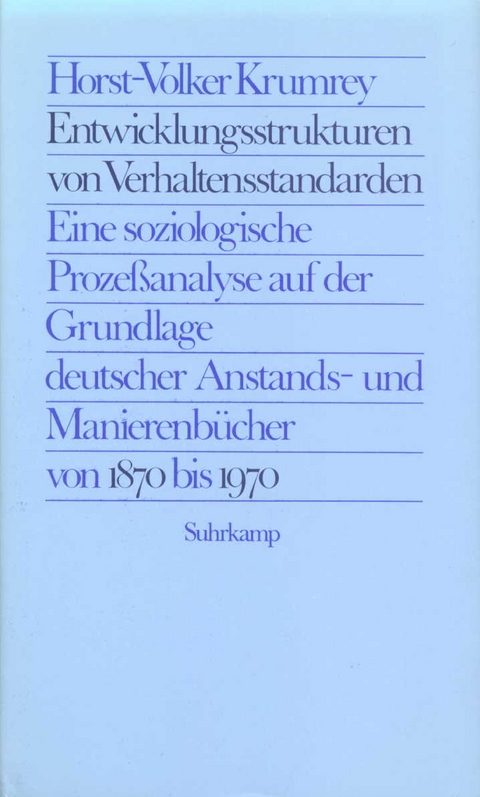 Horst-Volker Krumrey
Entwicklungsstrukturen
von Verhaltensstandarden
Eine soziologische
Prozeßanalyse auf der
Grundlage
deutscher Anstands- und
Manierenbücher
von 1870 bis 1970
Suhrkamp